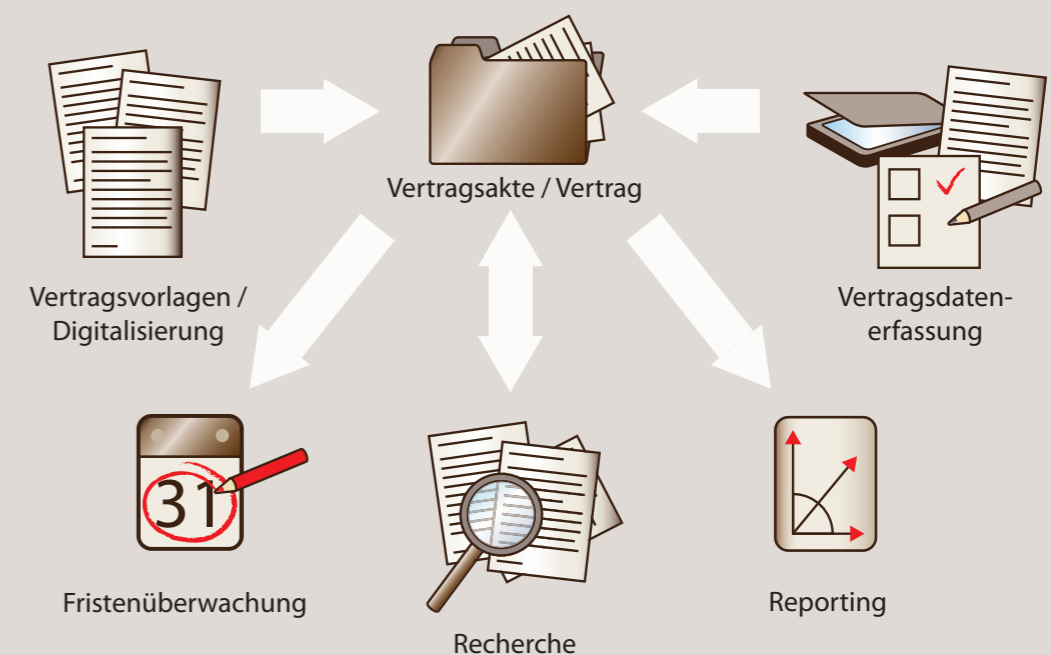 Vertragsakte / Vertrag
Vertragsvorlagen /
Digitalisierung
Vertragsdaten-
erfassung
31
Fristenüberwachung
Recherche
Reporting